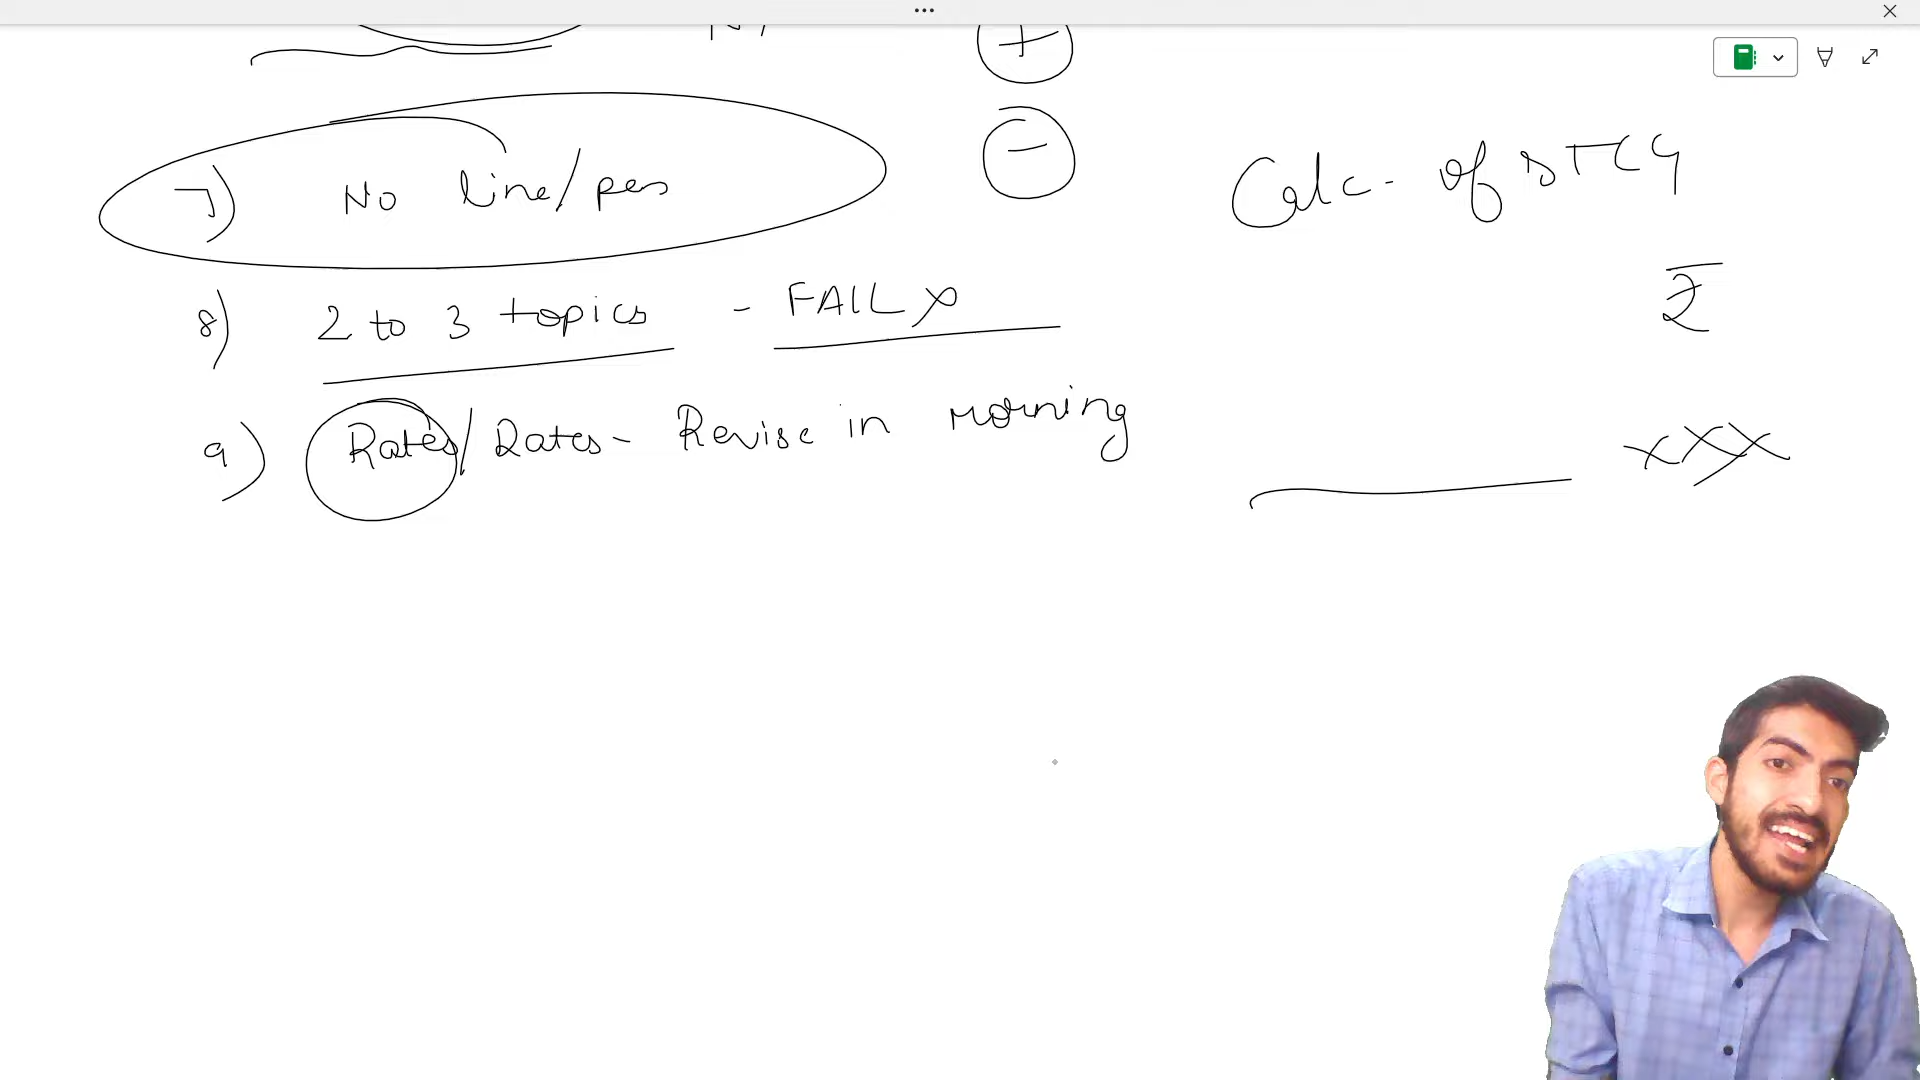 +
-
7) No line/pen
Calc. of STCG
8) 2 to 3 topics - FAIL x
₹
9) Rates/Dates - Revise in morning
xxx